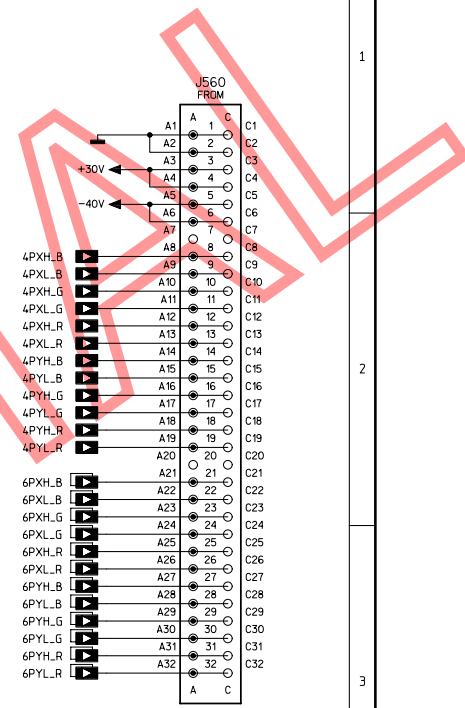 J560
FROM
A C
A1 1 C1
A2 2 C2
A3 3 C3
+30V
A4 4 C4
A5 5 C5
-40V
A6 6 C6
A7 7 C7
4PXH_B A8 8 C8
4PXL_B A9 9 C9
4PXH_G A10 10 C10
4PXL_G A11 11 C11
4PXH_R A12 12 C12
4PXL_R A13 13 C13
4PYH_B A14 14 C14
4PYL_B A15 15 C15
4PYH_G A16 16 C16
4PYL_G A17 17 C17
4PYH_R A18 18 C18
4PYL_R A19 19 C19
A20 20 C20
6PXH_B A21 21 C21
6PXL_B A22 22 C22
6PXH_G A23 23 C23
6PXL_G A24 24 C24
6PXH_R A25 25 C25
6PXL_R A26 26 C26
6PYH_B A27 27 C27
6PYL_B A28 28 C28
6PYH_G A29 29 C29
6PYL_G A30 30 C30
6PYH_R A31 31 C31
6PYL_R A32 32 C32
A C
1
2
3